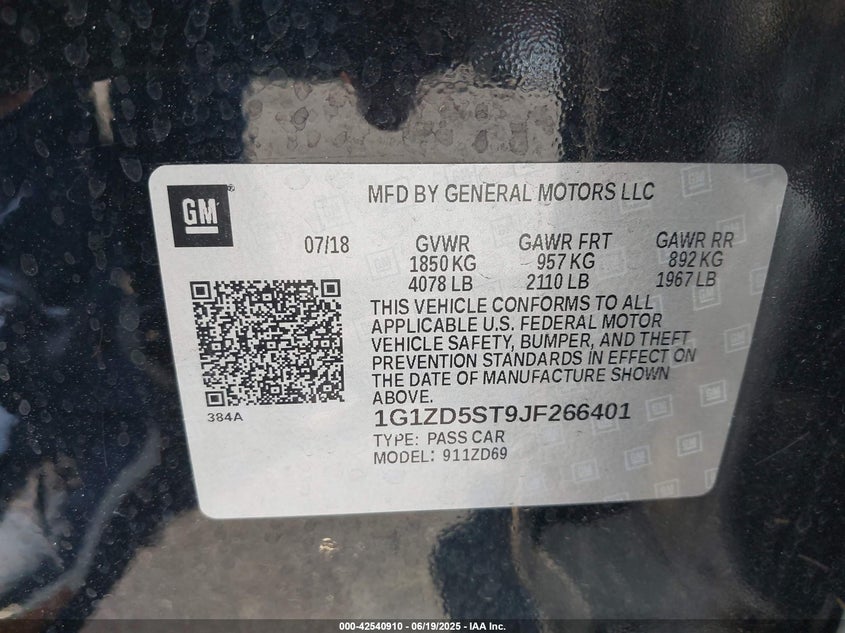 GM
MFD BY GENERAL MOTORS LLC
07/18 GVWR GAWR FRT GAWR RR
1850 KG 957 KG 892 KG
4078 LB 2110 LB 1967 LB
THIS VEHICLE CONFORMS TO ALL
APPLICABLE U.S. FEDERAL MOTOR
VEHICLE SAFETY, BUMPER, AND THEFT
PREVENTION STANDARDS IN EFFECT ON
THE DATE OF MANUFACTURE SHOWN
ABOVE.
384A
1G1ZD5ST9JF266401
TYPE: PASS CAR
MODEL: 911ZD69
000-42540910 - 06/19/2025 - IAA Inc.